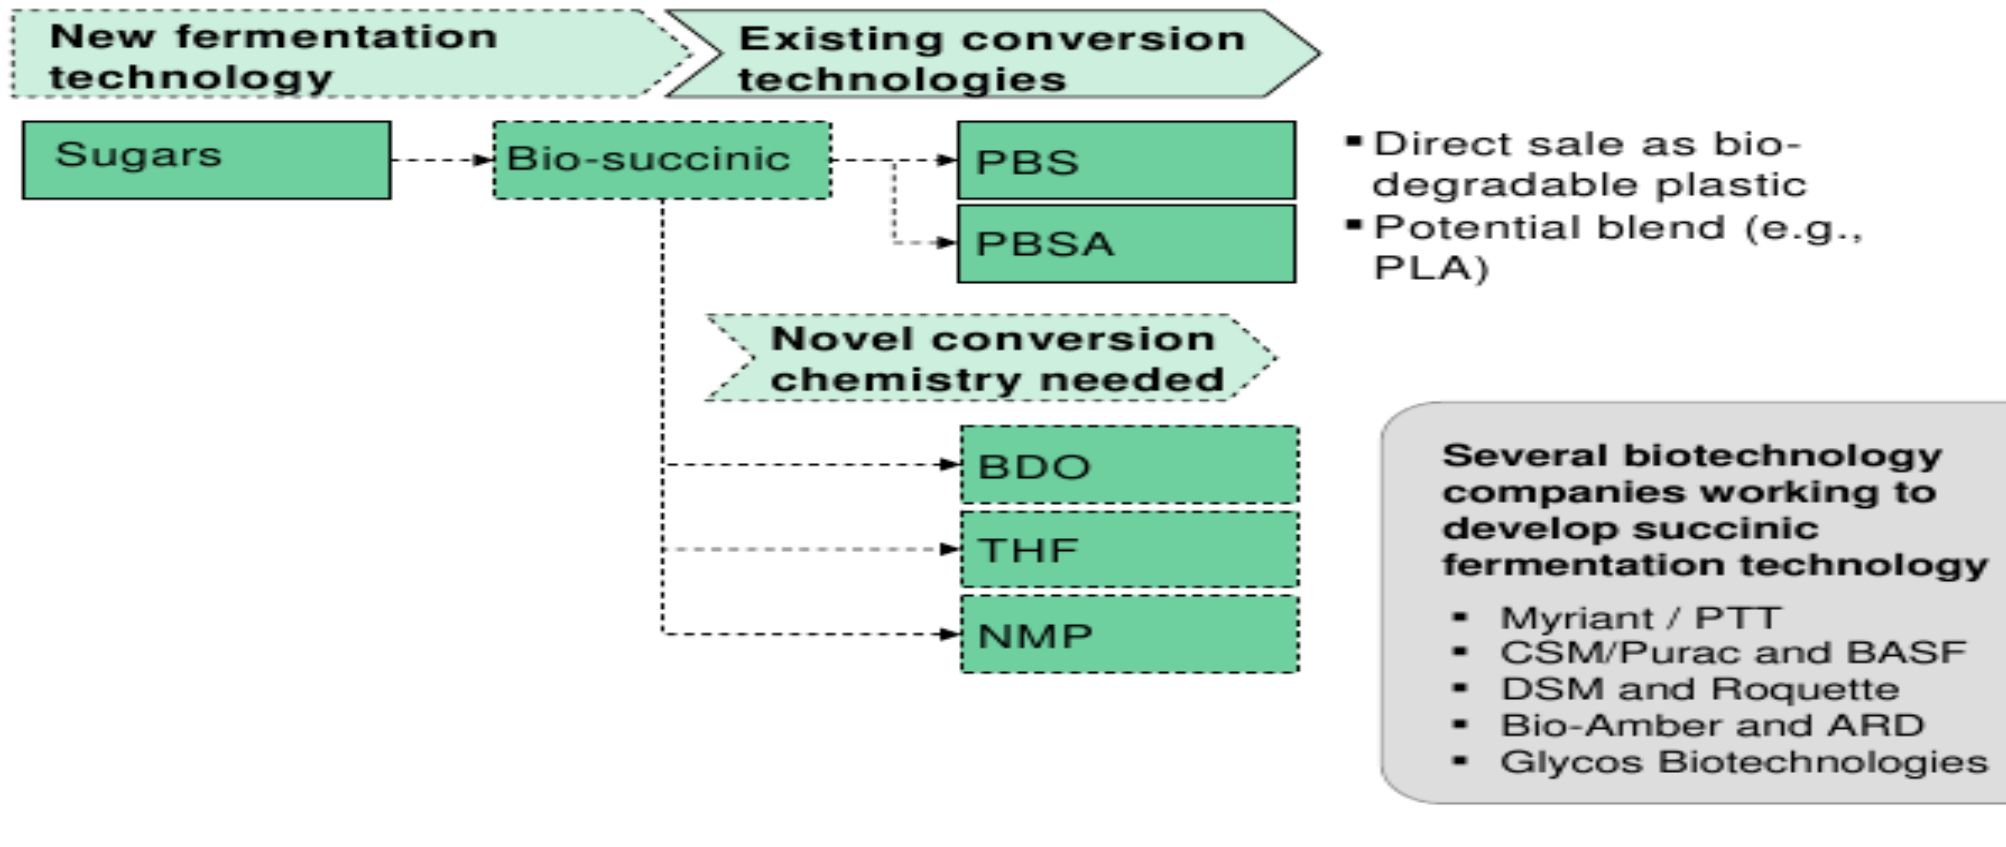 New fermentation
technology
Existing conversion
technologies
Sugars
Bio-succinic
PBS
PBSA
▪ Direct sale as bio-
degradable plastic
▪ Potential blend (e.g.,
PLA)
Novel conversion
chemistry needed
BDO
THF
NMP
Several biotechnology
companies working to
develop succinic
fermentation technology
▪ Myriant / PTT
▪ CSM/Purac and BASF
▪ DSM and Roquette
▪ Bio-Amber and ARD
▪ Glycos Biotechnologies